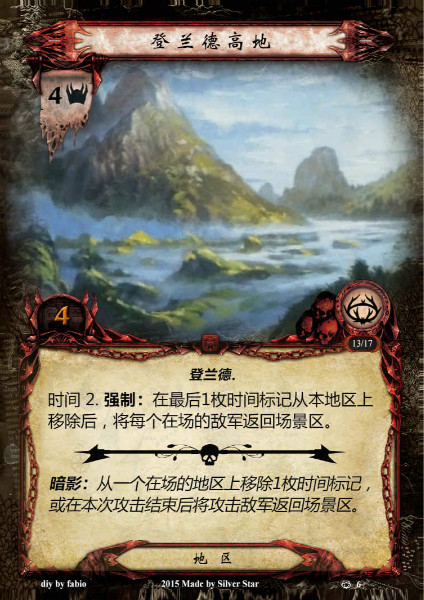 登兰德高地
4
4
13/17
登兰德.
时间 2. 强制：在最后1枚时间标记从本地区上
移除后，将每个在场的敌军返回场景区。
暗影：从一个在场的地区上移除1枚时间标记，
或在本次攻击结束后将攻击敌军返回场景区。
地 区
diy by fabio 2015 Made by Silver Star 6